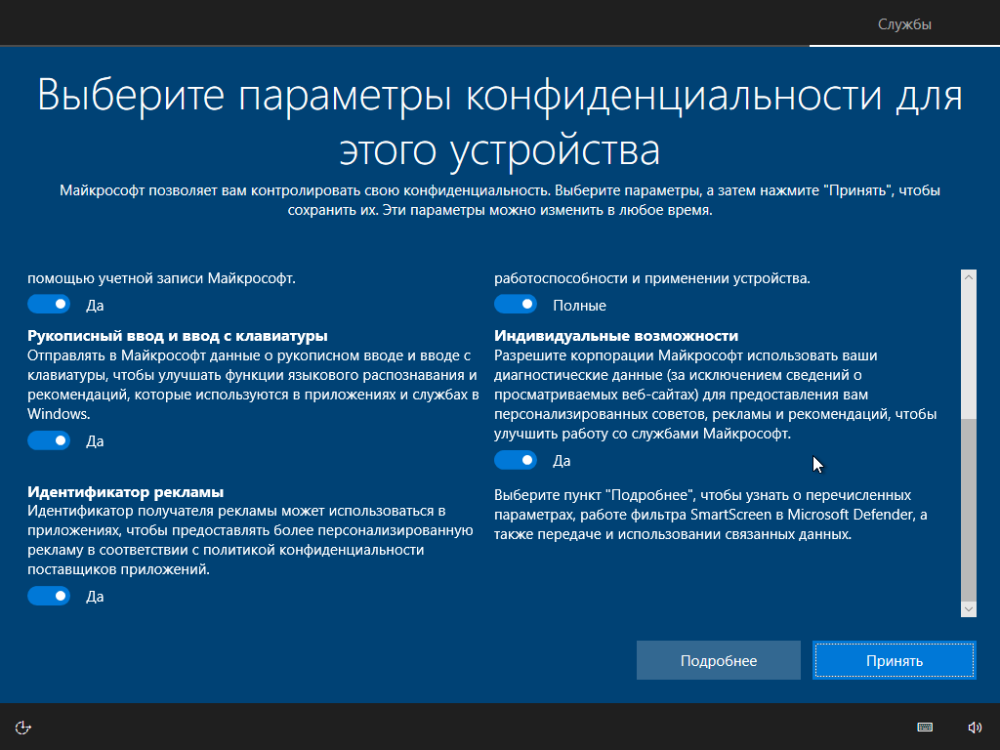 Службы
Выберите параметры конфиденциальности для
этого устройства
Майкрософт позволяет вам контролировать свою конфиденциальность. Выберите параметры, а затем нажмите "Принять", чтобы
сохранить их. Эти параметры можно изменить в любое время.
помощью учетной записи Майкрософт.
Да
Рукописный ввод и ввод с клавиатуры
Отправлять в Майкрософт данные о рукописном вводе и вводе с
клавиатуры, чтобы улучшать функции языкового распознавания и
рекомендаций, которые используются в приложениях и службах в
Windows.
Да
Идентификатор рекламы
Идентификатор получателя рекламы может использоваться в
приложениях, чтобы предоставлять более персонализированную
рекламу в соответствии с политикой конфиденциальности
поставщиков приложений.
Да
работоспособности и применении устройства.
Полные
Индивидуальные возможности
Разрешите корпорации Майкрософт использовать ваши
диагностические данные (за исключением сведений о
просматриваемых веб-сайтах) для предоставления вам
персонализированных советов, рекламы и рекомендаций, чтобы
улучшить работу со службами Майкрософт.
Да
Выберите пункт "Подробнее", чтобы узнать о перечисленных
параметрах, работе фильтра SmartScreen в Microsoft Defender, а
также передаче и использовании связанных данных.
Подробнее
Принять